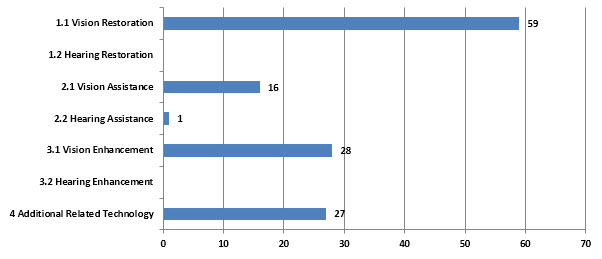 1.1 Vision Restoration 59
1.2 Hearing Restoration
2.1 Vision Assistance 16
2.2 Hearing Assistance 1
3.1 Vision Enhancement 28
3.2 Hearing Enhancement
4 Additional Related Technology 27
0 10 20 30 40 50 60 70